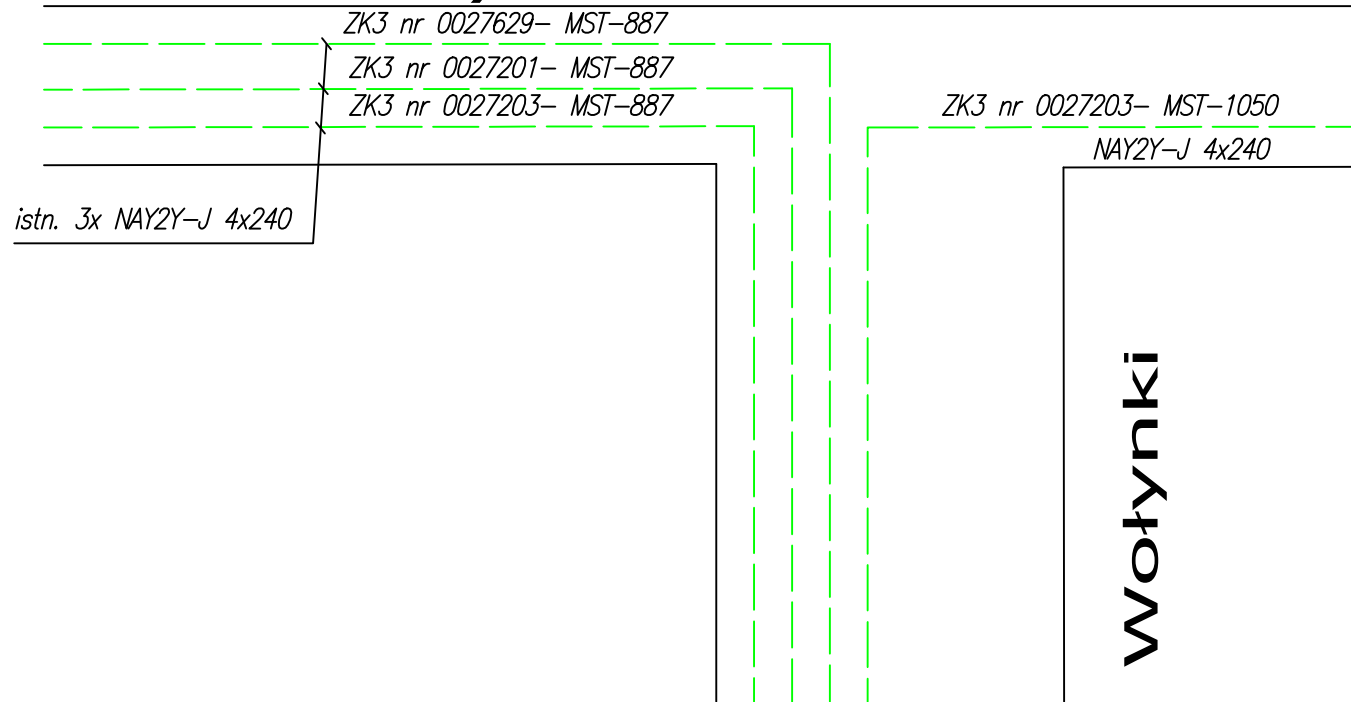 ZK3 nr 0027629- MST-887
ZK3 nr 0027201- MST-887
ZK3 nr 0027203- MST-887
ZK3 nr 0027203- MST-1050
NAY2Y-J 4x240
istn. 3x NAY2Y-J 4x240
Wołynki